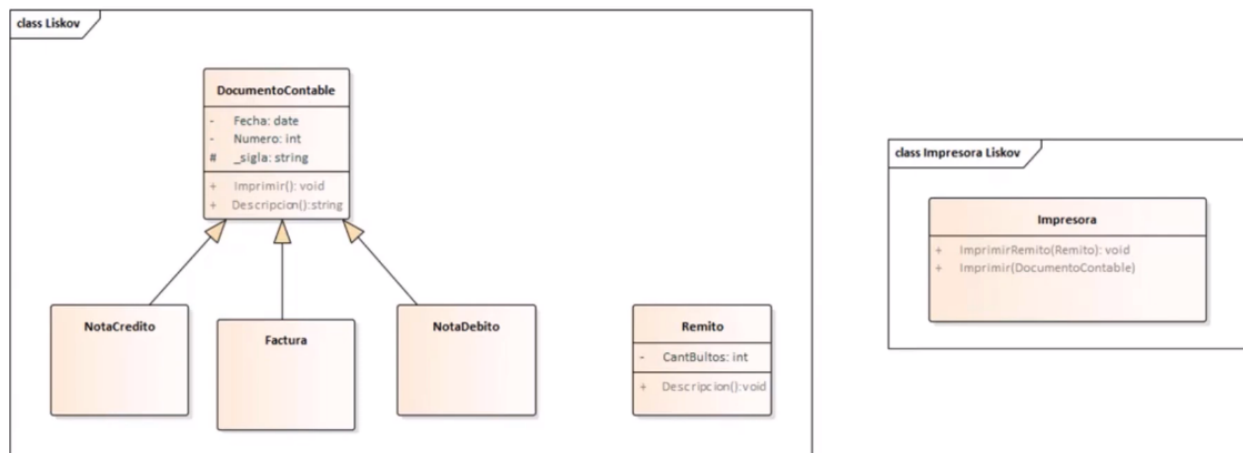 class Liskov
DocumentoContable
- Fecha: date
- Numero: int
# _sigla: string
+ Imprimir(): void
+ Descripcion():string
NotaCredito
Factura
NotaDebito
Remito
- CantBultos: int
+ Descripcion():void
class Impresora Liskov
Impresora
+ ImprimirRemito(Remito): void
+ Imprimir(DocumentoContable)